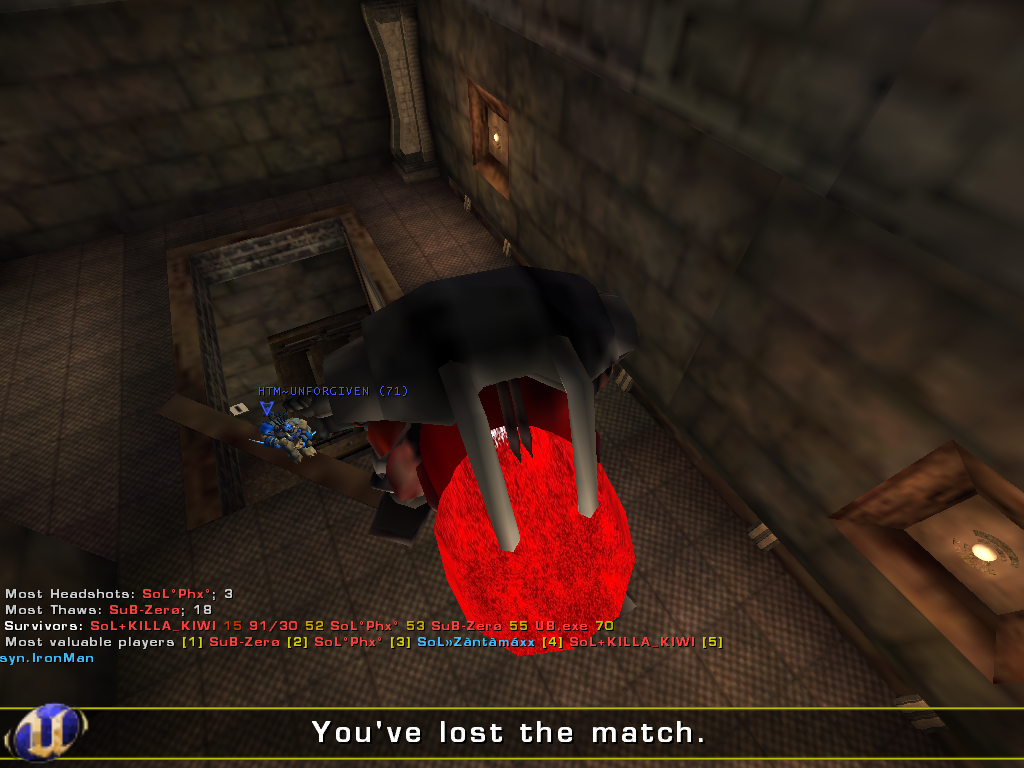 HTM~UNFORGIVEN (71)
Most Headshots: SoL°Phx°; 3
Most Thaws: SuB-Zerø; 18
Survivors: SoL+KILLA_KIWI 15 91/30 52 SoL°Phx° 53 SuB-Zerø 55 UB.exe 70
Most valuable players [1] SuB-Zerø [2] SoL°Phx° [3] SoL»Zàntàmáxx [4] SoL+KILLA_KIWI [5]
syn.IronMan
You've lost the match.